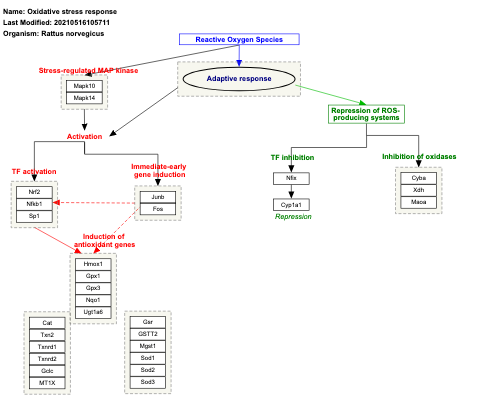 Name: Oxidative stress response
Last Modified: 20210516105711
Organism: Rattus norvegicus
Reactive Oxygen Species
Stress-regulated MAP kinase
Mapk10
Mapk14
Adaptive response
Repression of ROS-
producing systems
Activation
TF activation
Nrf2
Nfkb1
Sp1
Immediate-early
gene induction
Junb
Fos
TF inhibition
Nfix
Cyp1a1
Repression
Inhibition of oxidases
Cyba
Xdh
Maoa
Induction of
antioxidant genes
Hmox1
Gpx1
Gpx3
Nqo1
Ugt1a6
Cat
Txn2
Txnrd1
Txnrd2
Gclc
MT1X
Gsr
GSTT2
Mgst1
Sod1
Sod2
Sod3